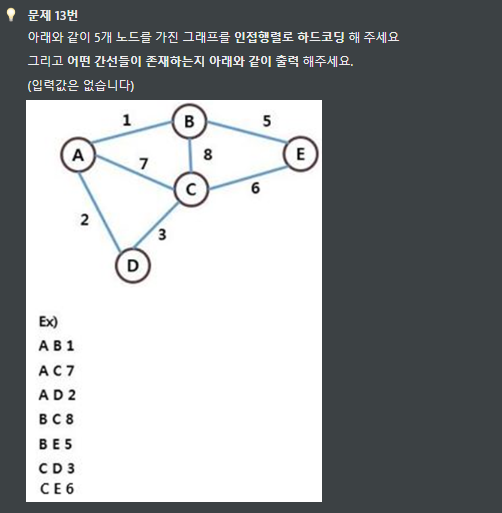 문제 13번
아래와 같이 5개 노드를 가진 그래프를 인접행렬로 하드코딩 해 주세요
그리고 어떤 간선들이 존재하는지 아래와 같이 출력 해주세요.
(입력값은 없습니다)
1
B
5
A
7
8
E
C
6
2
3
D
Ex)
A B 1
A C 7
A D 2
B C 8
B E 5
C D 3
C E 6